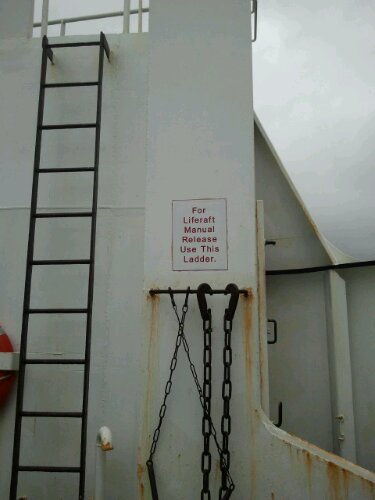 For
Liferaft
Manual
Release
Use This
Ladder.